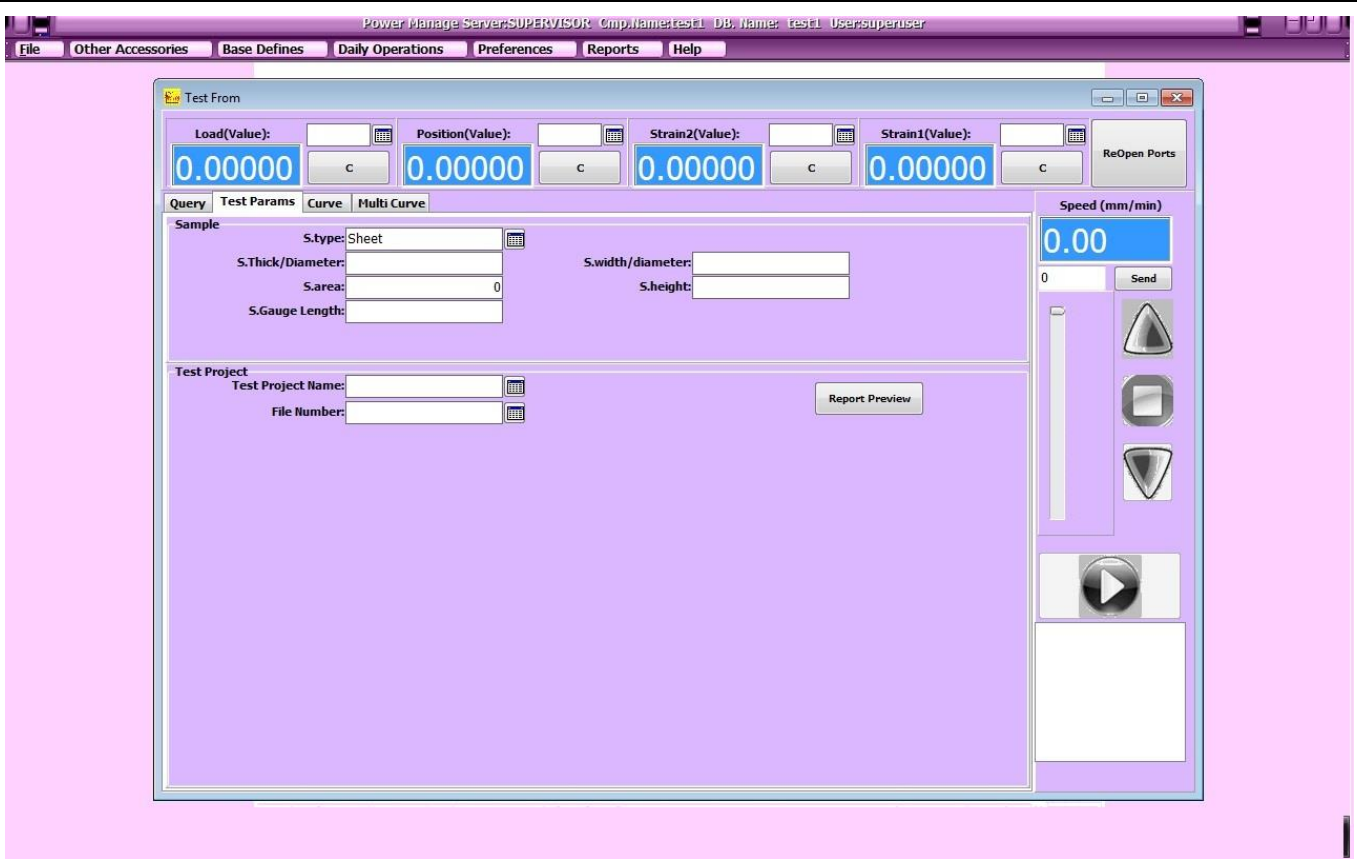 Power Manage Server:SUPERVISOR Cmp.Name:test1 DB. Name: test1 User:superuser
File Other Accessories Base Defines Daily Operations Preferences Reports Help
Test From
Load(Value): Position(Value): Strain2(Value): Strain1(Value):
0.00000 C 0.00000 C 0.00000 C 0.00000 C ReOpen Ports
Query Test Params Curve Multi Curve
Speed (mm/min)
Sample
S.type: Sheet
0.00
S.Thick/Diameter: S.width/diameter:
0 Send
S.area: 0 S.height:
S.Gauge Length:
Test Project
Test Project Name:
Report Preview
File Number: